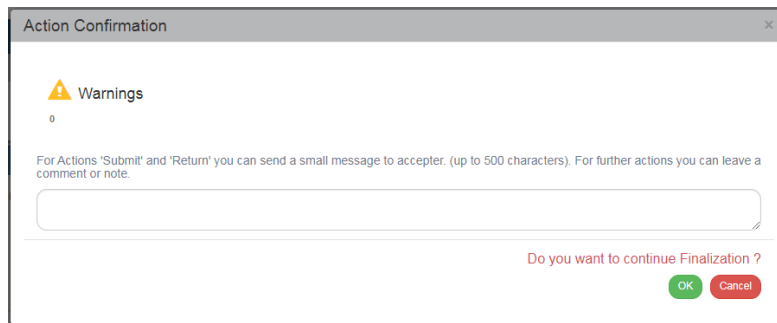 Action Confirmation
×
Warnings
0
For Actions 'Submit' and 'Return' you can send a small message to accepter. (up to 500 characters). For further actions you can leave a
comment or note.
Do you want to continue Finalization ?
OK Cancel